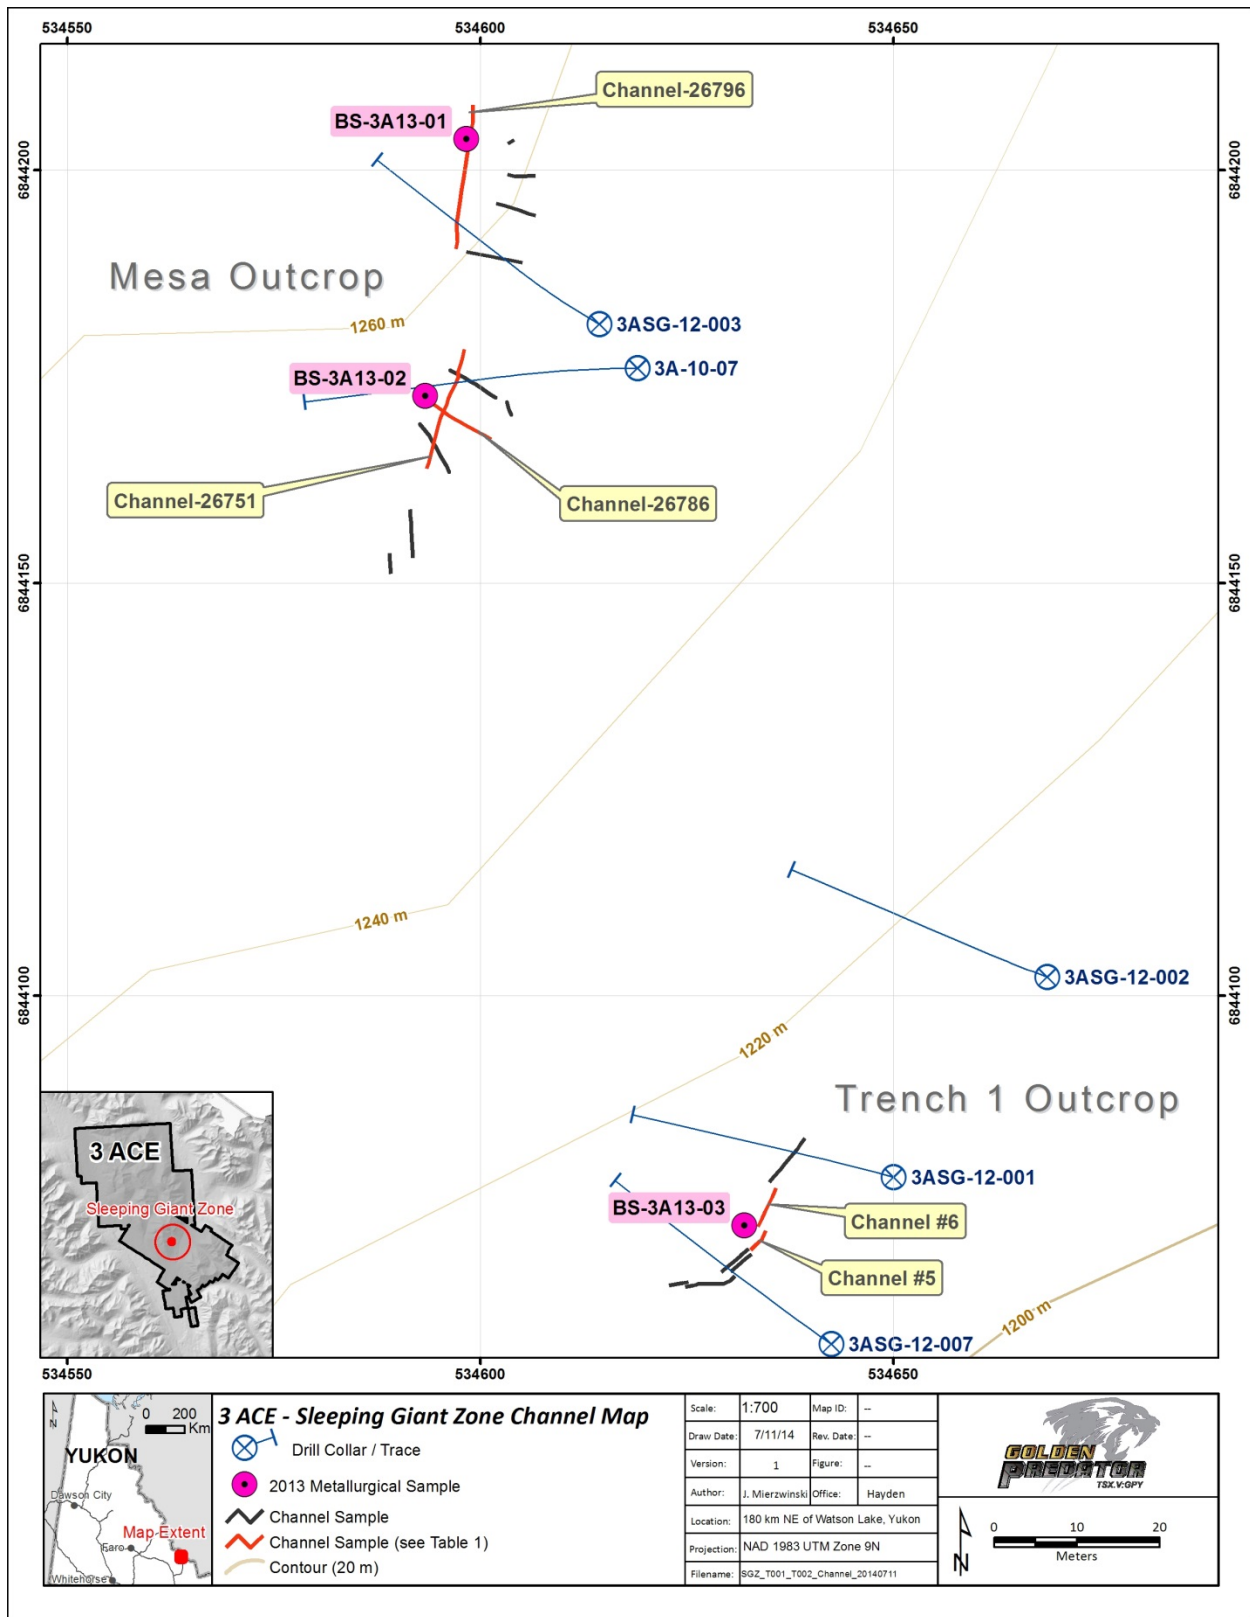 534550
534600
534650
Channel-26796
BS-3A13-01
6844200
6844200
Mesa Outcrop
1260 m
3ASG-12-003
3A-10-07
BS-3A13-02
Channel-26751
Channel-26786
6844150
6844150
1240 m
3ASG-12-002
6844100
6844100
1220 m
Trench 1 Outcrop
3 ACE
Sleeping Giant Zone
3ASG-12-001
BS-3A13-03
Channel #6
Channel #5
1200 m
3ASG-12-007
534550
534600
534650
N
0 200
Km
YUKON
Dawson City
Map Extent
Faro
Whitehorse
3 ACE - Sleeping Giant Zone Channel Map
Drill Collar / Trace
2013 Metallurgical Sample
Channel Sample
Channel Sample (see Table 1)
Contour (20 m)
Scale: 1:700 Map ID: --
Draw Date: 7/11/14 Rev. Date: --
Version: 1 Figure: --
Author: J. Mierzwinski Office: Hayden
Location: 180 km NE of Watson Lake, Yukon
Projection: NAD 1983 UTM Zone 9N
Filename: SGZ_T001_T002_Channel_20140711
GOLDEN
PREDATOR
TSX.V:GPY
N
0 10 20
Meters